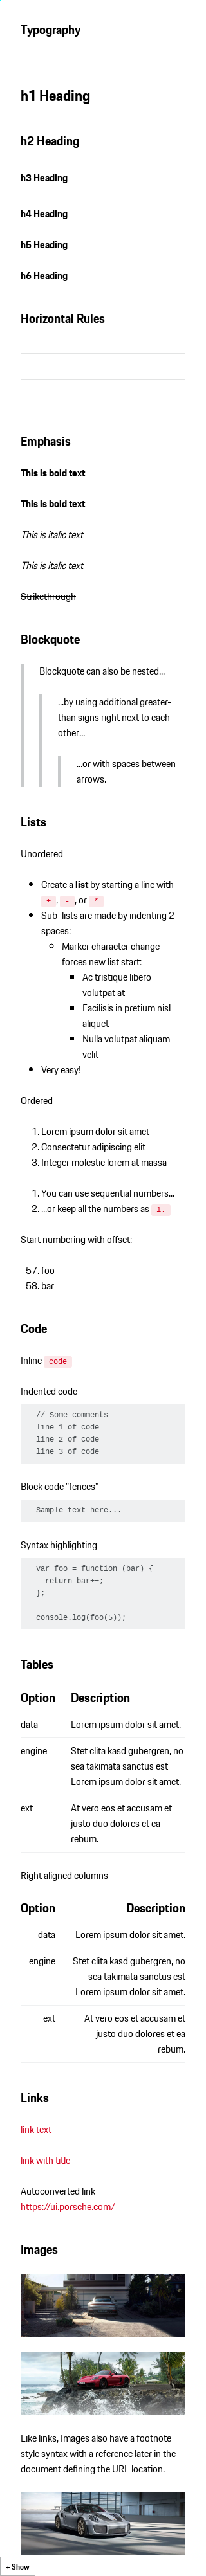 Typography
h1 Heading
h2 Heading
h3 Heading
h4 Heading
h5 Heading
h6 Heading
Horizontal Rules
Emphasis
This is bold text
This is bold text
This is italic text
This is italic text
Strikethrough
Blockquote
Blockquote can also be nested...
...by using additional greater-
than signs right next to each
other...
...or with spaces between
arrows.
Lists
Unordered
Create a list by starting a line with
+ , - , or *
Sub-lists are made by indenting 2
spaces:
Marker character change
forces new list start:
Ac tristique libero
volutpat at
Facilisis in pretium nisl
aliquet
Nulla volutpat aliquam
velit
Very easy!
Ordered
1. Lorem ipsum dolor sit amet
2. Consectetur adipiscing elit
3. Integer molestie lorem at massa
1. You can use sequential numbers...
2. ...or keep all the numbers as 1.
Start numbering with offset:
57. foo
58. bar
Code
Inline code
Indented code
// Some comments
line 1 of code
line 2 of code
line 3 of code
Block code "fences"
Sample text here...
Syntax highlighting
var foo = function (bar) {
  return bar++;
};
console.log(foo(5));
Tables
Option Description
data Lorem ipsum dolor sit amet.
engine Stet clita kasd gubergren, no
sea takimata sanctus est
Lorem ipsum dolor sit amet.
ext At vero eos et accusam et
justo duo dolores et ea
rebum.
Right aligned columns
Option Description
data Lorem ipsum dolor sit amet.
engine Stet clita kasd gubergren, no
sea takimata sanctus est
Lorem ipsum dolor sit amet.
ext At vero eos et accusam et
justo duo dolores et ea
rebum.
Links
link text
link with title
Autoconverted link
https://ui.porsche.com/
Images
Like links, Images also have a footnote
style syntax with a reference later in the
document defining the URL location.
+ Show